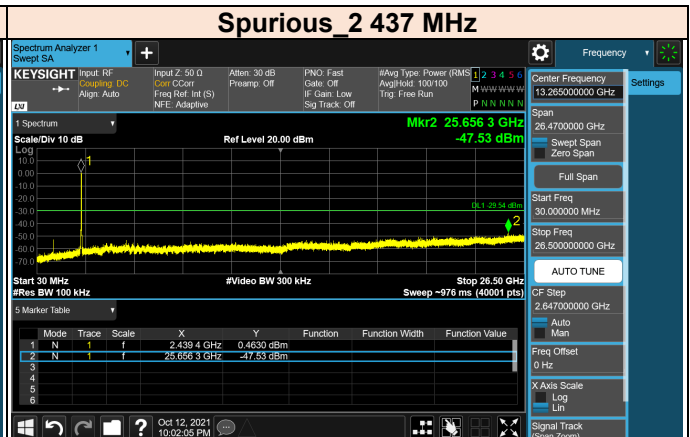 Spurious_2 437 MHz
Spectrum Analyzer 1
Swept SA
Frequency
KEYSIGHT
Input: RF
Coupling: DC
Align: Auto
Input Z: 50 Ω
Corr CCorr
Freq Ref: Int (S)
NFE: Adaptive
Atten: 30 dB
Preamp: Off
PNO: Fast
Gate: Off
IF Gain: Low
Sig Track: Off
#Avg Type: Power (RMS
Avg|Hold: 100/100
Trig: Free Run
1 2 3 4 5 6
M W W W W W
P N N N N N
LXI
1 Spectrum
Scale/Div 10 dB
Ref Level 20.00 dBm
Mkr2 25.656 3 GHz
-47.53 dBm
Log
10.0
0.00
-10.0
-20.0
-30.0
-40.0
-50.0
-60.0
-70.0
1
DL1 -29.54 dBm
2
Start 30 MHz
#Video BW 300 kHz
Stop 26.50 GHz
#Res BW 100 kHz
Sweep ~976 ms (40001 pts)
5 Marker Table
Mode Trace Scale X Y Function Function Width Function Value
1 N 1 f 2.439 4 GHz 0.4630 dBm
2 N 1 f 25.656 3 GHz -47.53 dBm
3
4
5
6
Oct 12, 2021
10:02:05 PM
Center Frequency
13.265000000 GHz
Settings
Span
26.4700000 GHz
Swept Span
Zero Span
Full Span
Start Freq
30.000000 MHz
Stop Freq
26.500000000 GHz
AUTO TUNE
CF Step
2.647000000 GHz
Auto
Man
Freq Offset
0 Hz
X Axis Scale
Log
Lin
Signal Track
(Span Zoom)